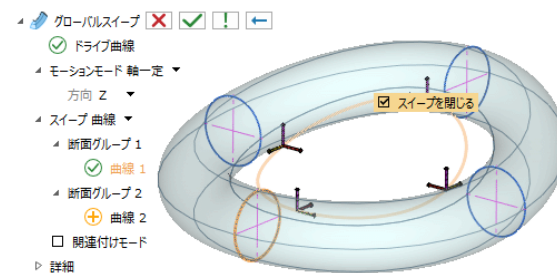 グローバルスイープ
ドライブ曲線
モーションモード 軸一定
方向 Z
スイープ を閉じる
スイープ 曲線
断面グループ 1
曲線 1
断面グループ 2
曲線 2
関連付けモード
詳細